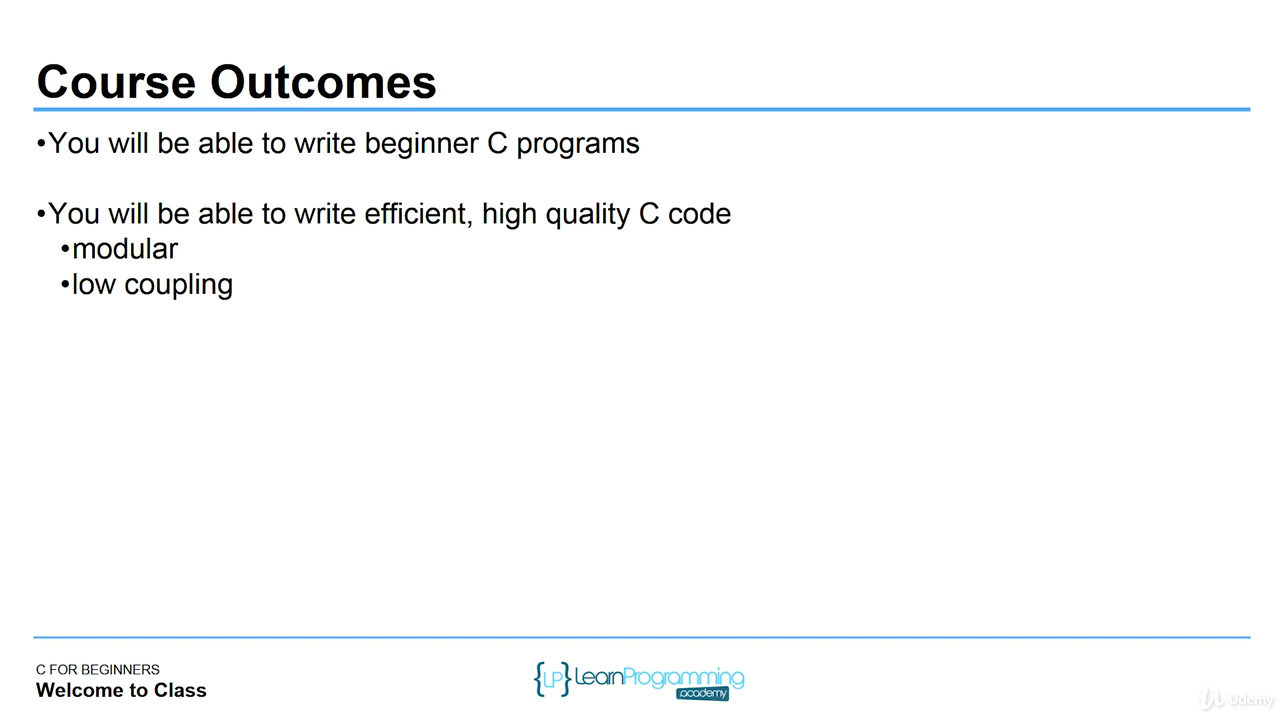 Course Outcomes
•You will be able to write beginner C programs
•You will be able to write efficient, high quality C code
•modular
•low coupling
C FOR BEGINNERS
Welcome to Class
{LP} LearnProgramming
.academy
Udemy